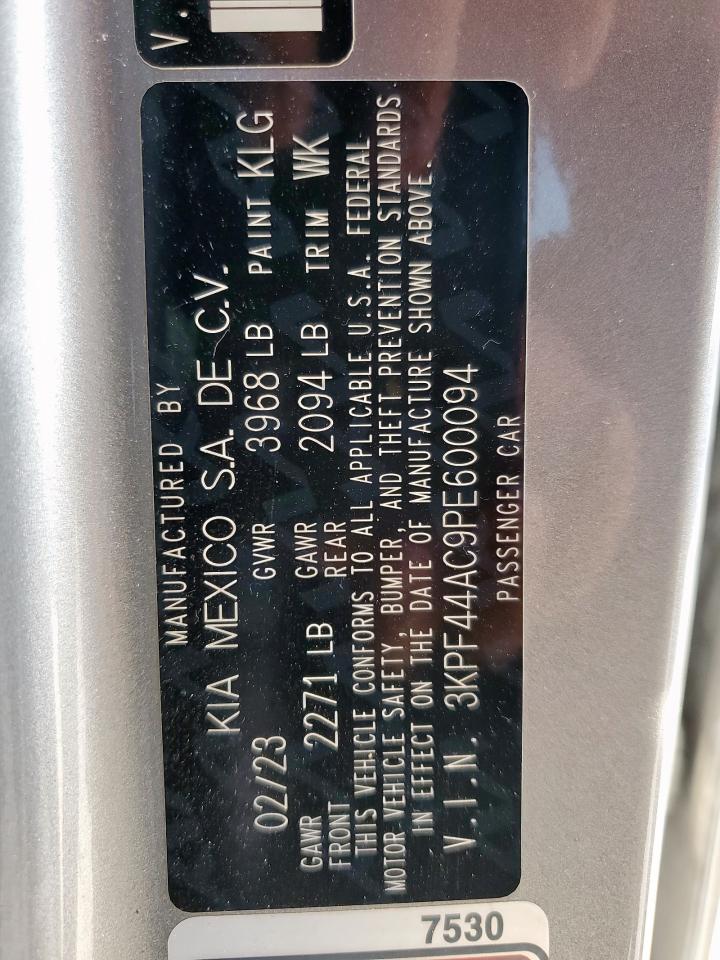 V.
MANUFACTURED BY
KIA MEXICO S.A. DE C.V.
02/23 GVWR 3968 LB PAINT KLG
GAWR FRONT 2271 LB GAWR REAR 2094 LB TRIM WK
THIS VEHICLE CONFORMS TO ALL APPLICABLE U.S.A. FEDERAL
MOTOR VEHICLE SAFETY, BUMPER, AND THEFT PREVENTION STANDARDS
IN EFFECT ON THE DATE OF MANUFACTURE SHOWN ABOVE.
V.I.N. 3KPF44AC9PE600094
PASSENGER CAR
7530